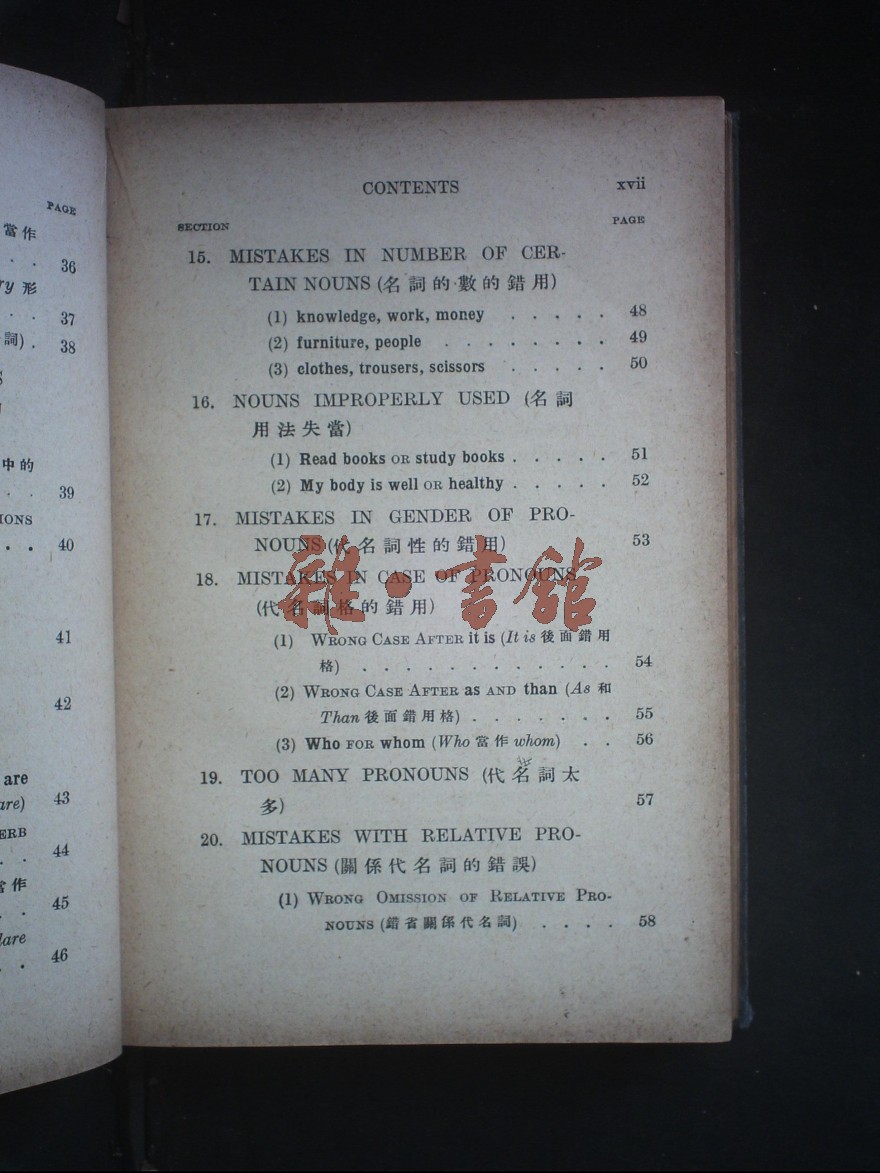 PAGE
當作
. . 36
ry 形
. . 37
詞) . 38
S
中的
. . 39
IONS
. . 40
41
42
are
are) 43
ERB
. . 44
當作
. . 45
lare
. . 46
CONTENTS xvii
SECTION PAGE
15. MISTAKES IN NUMBER OF CER-
TAIN NOUNS (名詞的數的錯用)
(1) knowledge, work, money . . . . . 48
(2) furniture, people . . . . . . . . 49
(3) clothes, trousers, scissors . . . . . 50
16. NOUNS IMPROPERLY USED (名詞
用法失當)
(1) Read books OR study books . . . . . 51
(2) My body is well OR healthy . . . . . 52
17. MISTAKES IN GENDER OF PRO-
NOUNS (代名詞性的錯用) 53
18. MISTAKES IN CASE OF PRONOUNS
(代名詞格的錯用)
雜·書館
(1) WRONG CASE AFTER it is (It is 後面錯用
格) . . . . . . . . . . . . 54
(2) WRONG CASE AFTER as AND than (As 和
Than 後面錯用格) . . . . . . . 55
(3) Who FOR whom (Who 當作 whom) . . 56
19. TOO MANY PRONOUNS (代名詞太
多) 57
20. MISTAKES WITH RELATIVE PRO-
NOUNS (關係代名詞的錯誤)
(1) WRONG OMISSION OF RELATIVE PRO-
NOUNS (錯省關係代名詞) . . . . 58